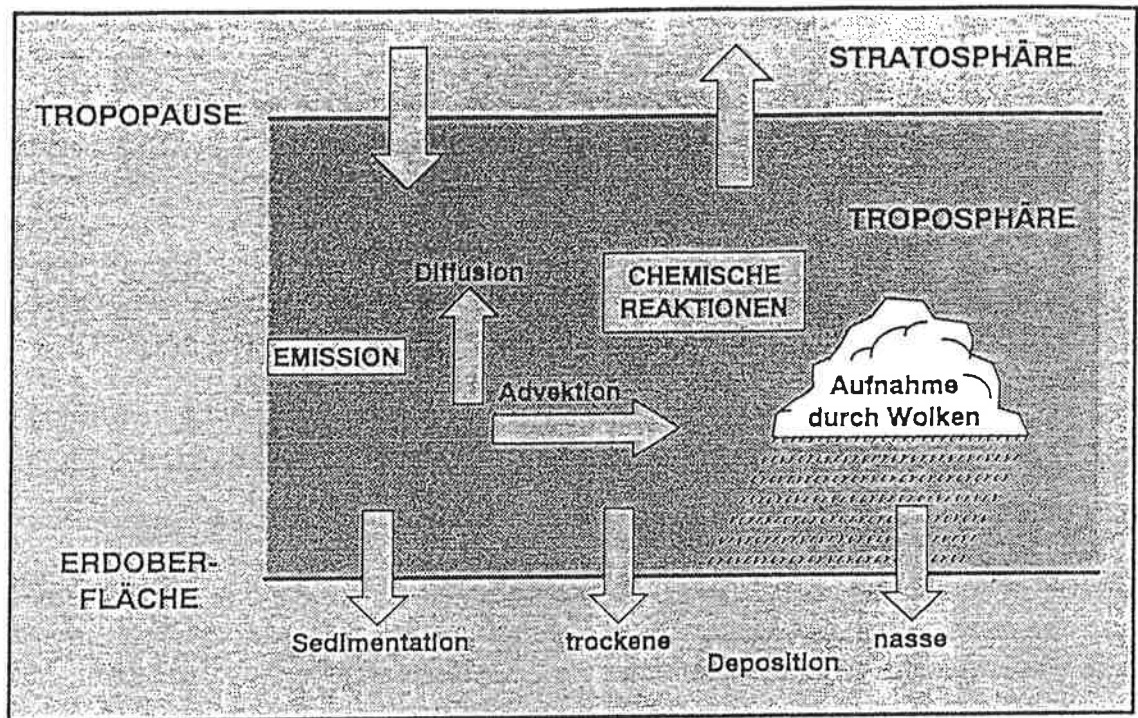 STRATOSPHÄRE
TROPOPAUSE
TROPOSPHÄRE
Diffusion
CHEMISCHE
REAKTIONEN
EMISSION
Advektion
Aufnahme
durch Wolken
ERDOBER-
FLÄCHE
Sedimentation
trockene
nasse
Deposition